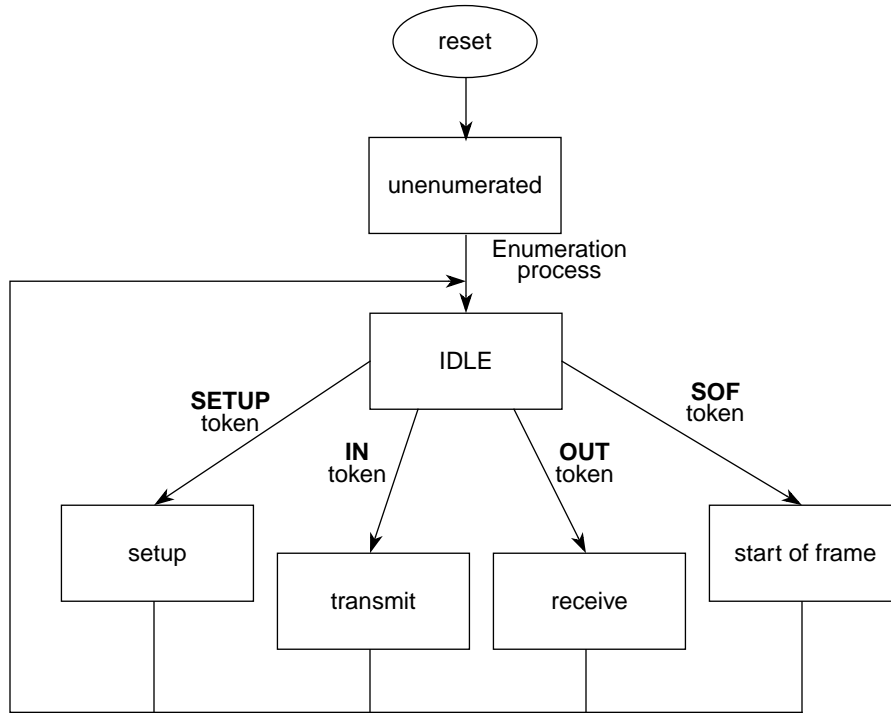 reset
unenumerated
Enumeration
process
IDLE
SETUP
token
IN
token
OUT
token
SOF
token
setup
transmit
receive
start of frame